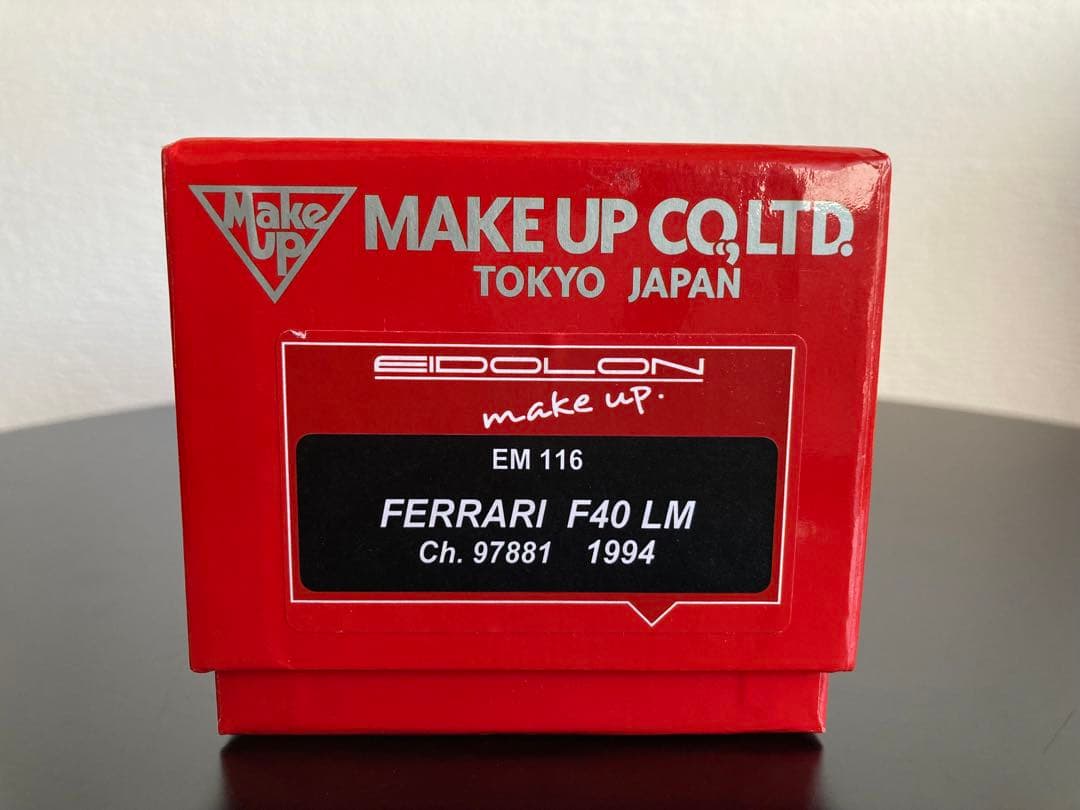 Make Up
MAKE UP CO.,LTD.
TOKYO JAPAN
EIDOLON
make up.
EM 116
FERRARI F40 LM
Ch. 97881 1994